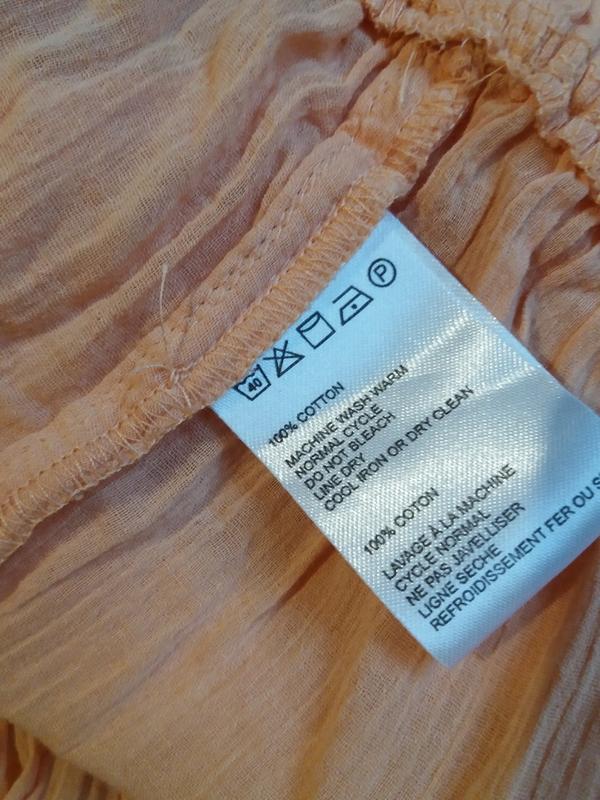 40 P
100% COTTON
MACHINE WASH WARM
NORMAL CYCLE
DO NOT BLEACH
LINE DRY
COOL IRON OR DRY CLEAN
100% COTON
LAVAGE À LA MACHINE
CYCLE NORMAL
NE PAS JAVELLISER
LIGNE SECHE
REFROIDISSEMENT FER OU